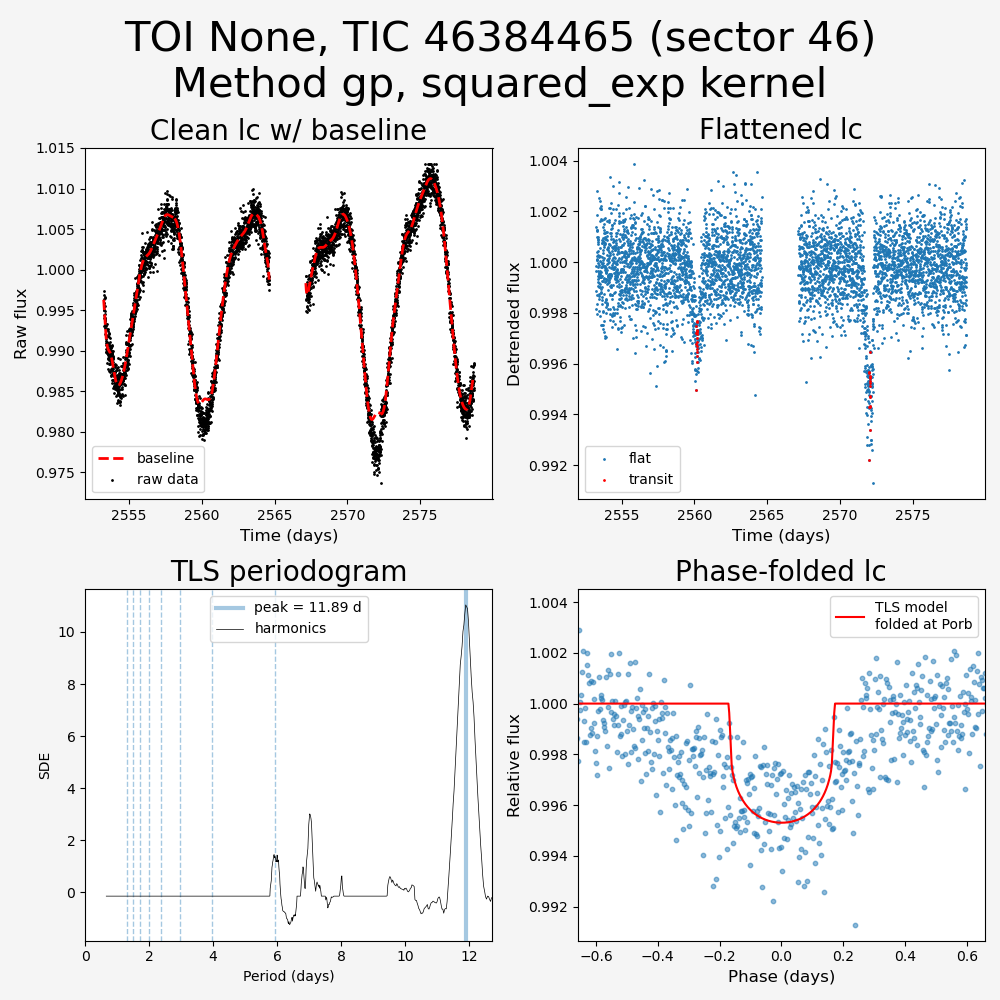 TOI None, TIC 46384465 (sector 46)
Method gp, squared_exp kernel
Clean lc w/ baseline
1.015
1.010
1.005
1.000
0.995
0.990
0.985
0.980
0.975
Raw flux
baseline
raw data
2555
2560
2565
2570
2575
Time (days)
Flattened lc
1.004
1.002
1.000
0.998
0.996
0.994
0.992
Detrended flux
flat
transit
2555
2560
2565
2570
2575
Time (days)
TLS periodogram
10
8
6
4
2
0
SDE
peak = 11.89 d
harmonics
0
2
4
6
8
10
12
Period (days)
Phase-folded lc
1.004
1.002
1.000
0.998
0.996
0.994
0.992
Relative flux
TLS model
folded at Porb
−0.6
−0.4
−0.2
0.0
0.2
0.4
0.6
Phase (days)